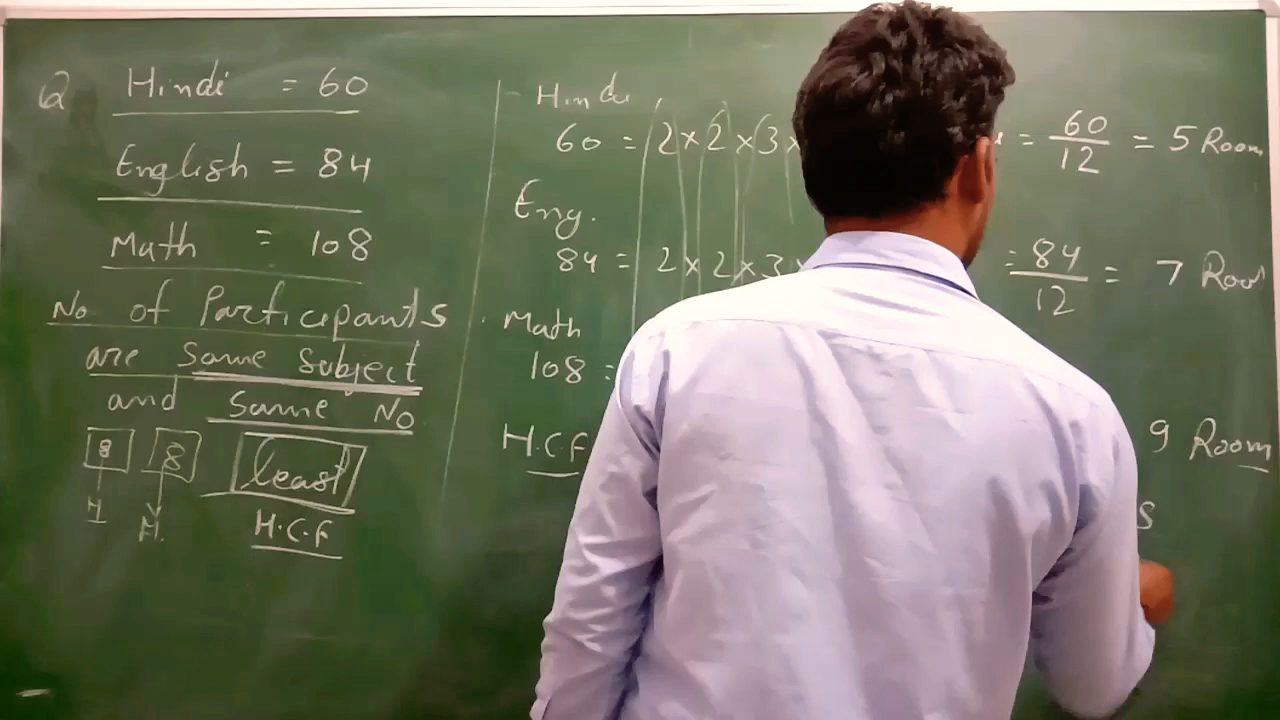 Q Hindi = 60
English = 84
Math = 108
No of Participants
are Same Subject
and Same No
8 8 least
H M. H.C.F
Hindi
60 = 2 × 2 × 3 × = 60/12 = 5 Room
Eng.
84 = 2 × 2 × 3 × = 84/12 = 7 Room
Math
108 = 9 Room
H.C.F